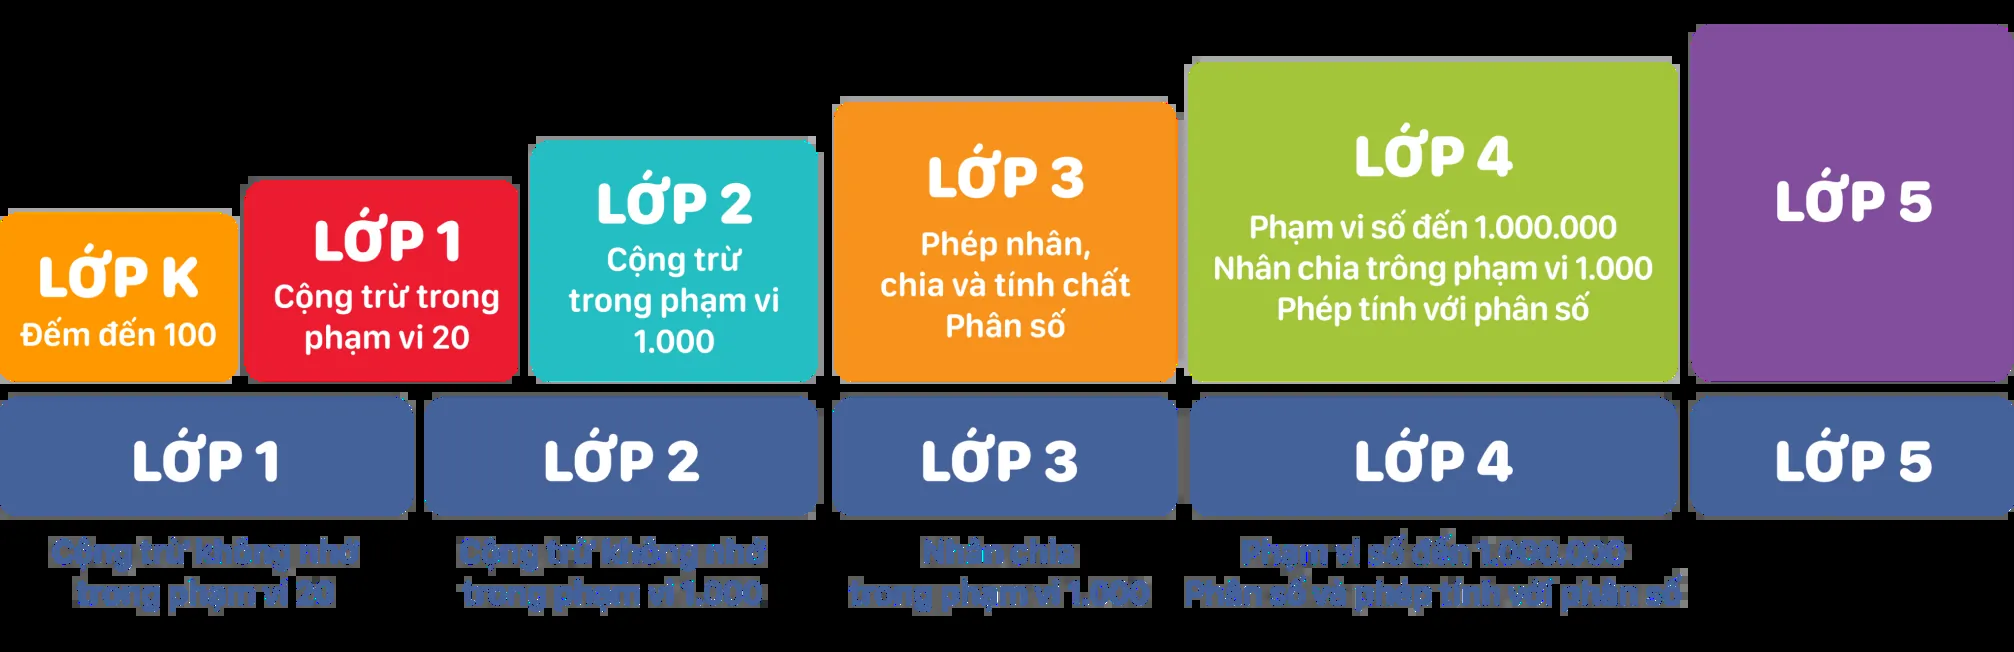 LỚP K
Đếm đến 100
LỚP 1
Cộng trừ trong
phạm vi 20
LỚP 2
Cộng trừ
trong phạm vi
1.000
LỚP 3
Phép nhân,
chia và tính chất
Phân số
LỚP 4
Phạm vi số đến 1.000.000
Nhân chia trông phạm vi 1.000
Phép tính với phân số
LỚP 5
LỚP 1
LỚP 2
LỚP 3
LỚP 4
LỚP 5
Cộng trừ không nhớ
trong phạm vi 20
Cộng trừ Không nhớ
trong phạm vi 1.000
Nhân chia
trong phạm vi 1.000
Phạm vi số đến 1.000.000
Phân số và phép tính với phân số